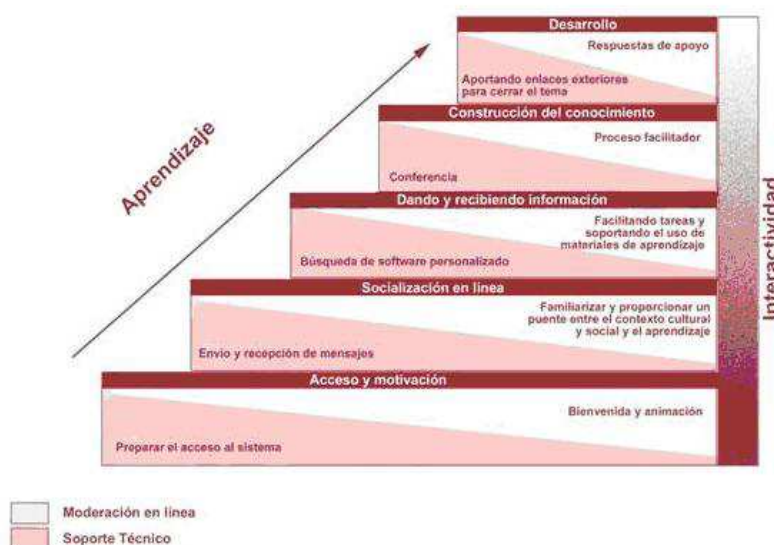 Desarrollo
Respuestas de apoyo
Aportando enlaces exteriores
para cerrar el tema
Construcción del conocimiento
Proceso facilitador
Conferencia
Dando y recibiendo información
Facilitando tareas y
soportando el uso de
materiales de aprendizaje
Búsqueda de software personalizado
Socialización en línea
Familiarizar y proporcionar un
puente entre el contexto cultural
y social y el aprendizaje
Envio y recepción de mensajes
Acceso y motivación
Bienvenida y animación
Preparar el acceso al sistema
Aprendizaje
Interactividad
Moderación en línea
Soporte Técnico